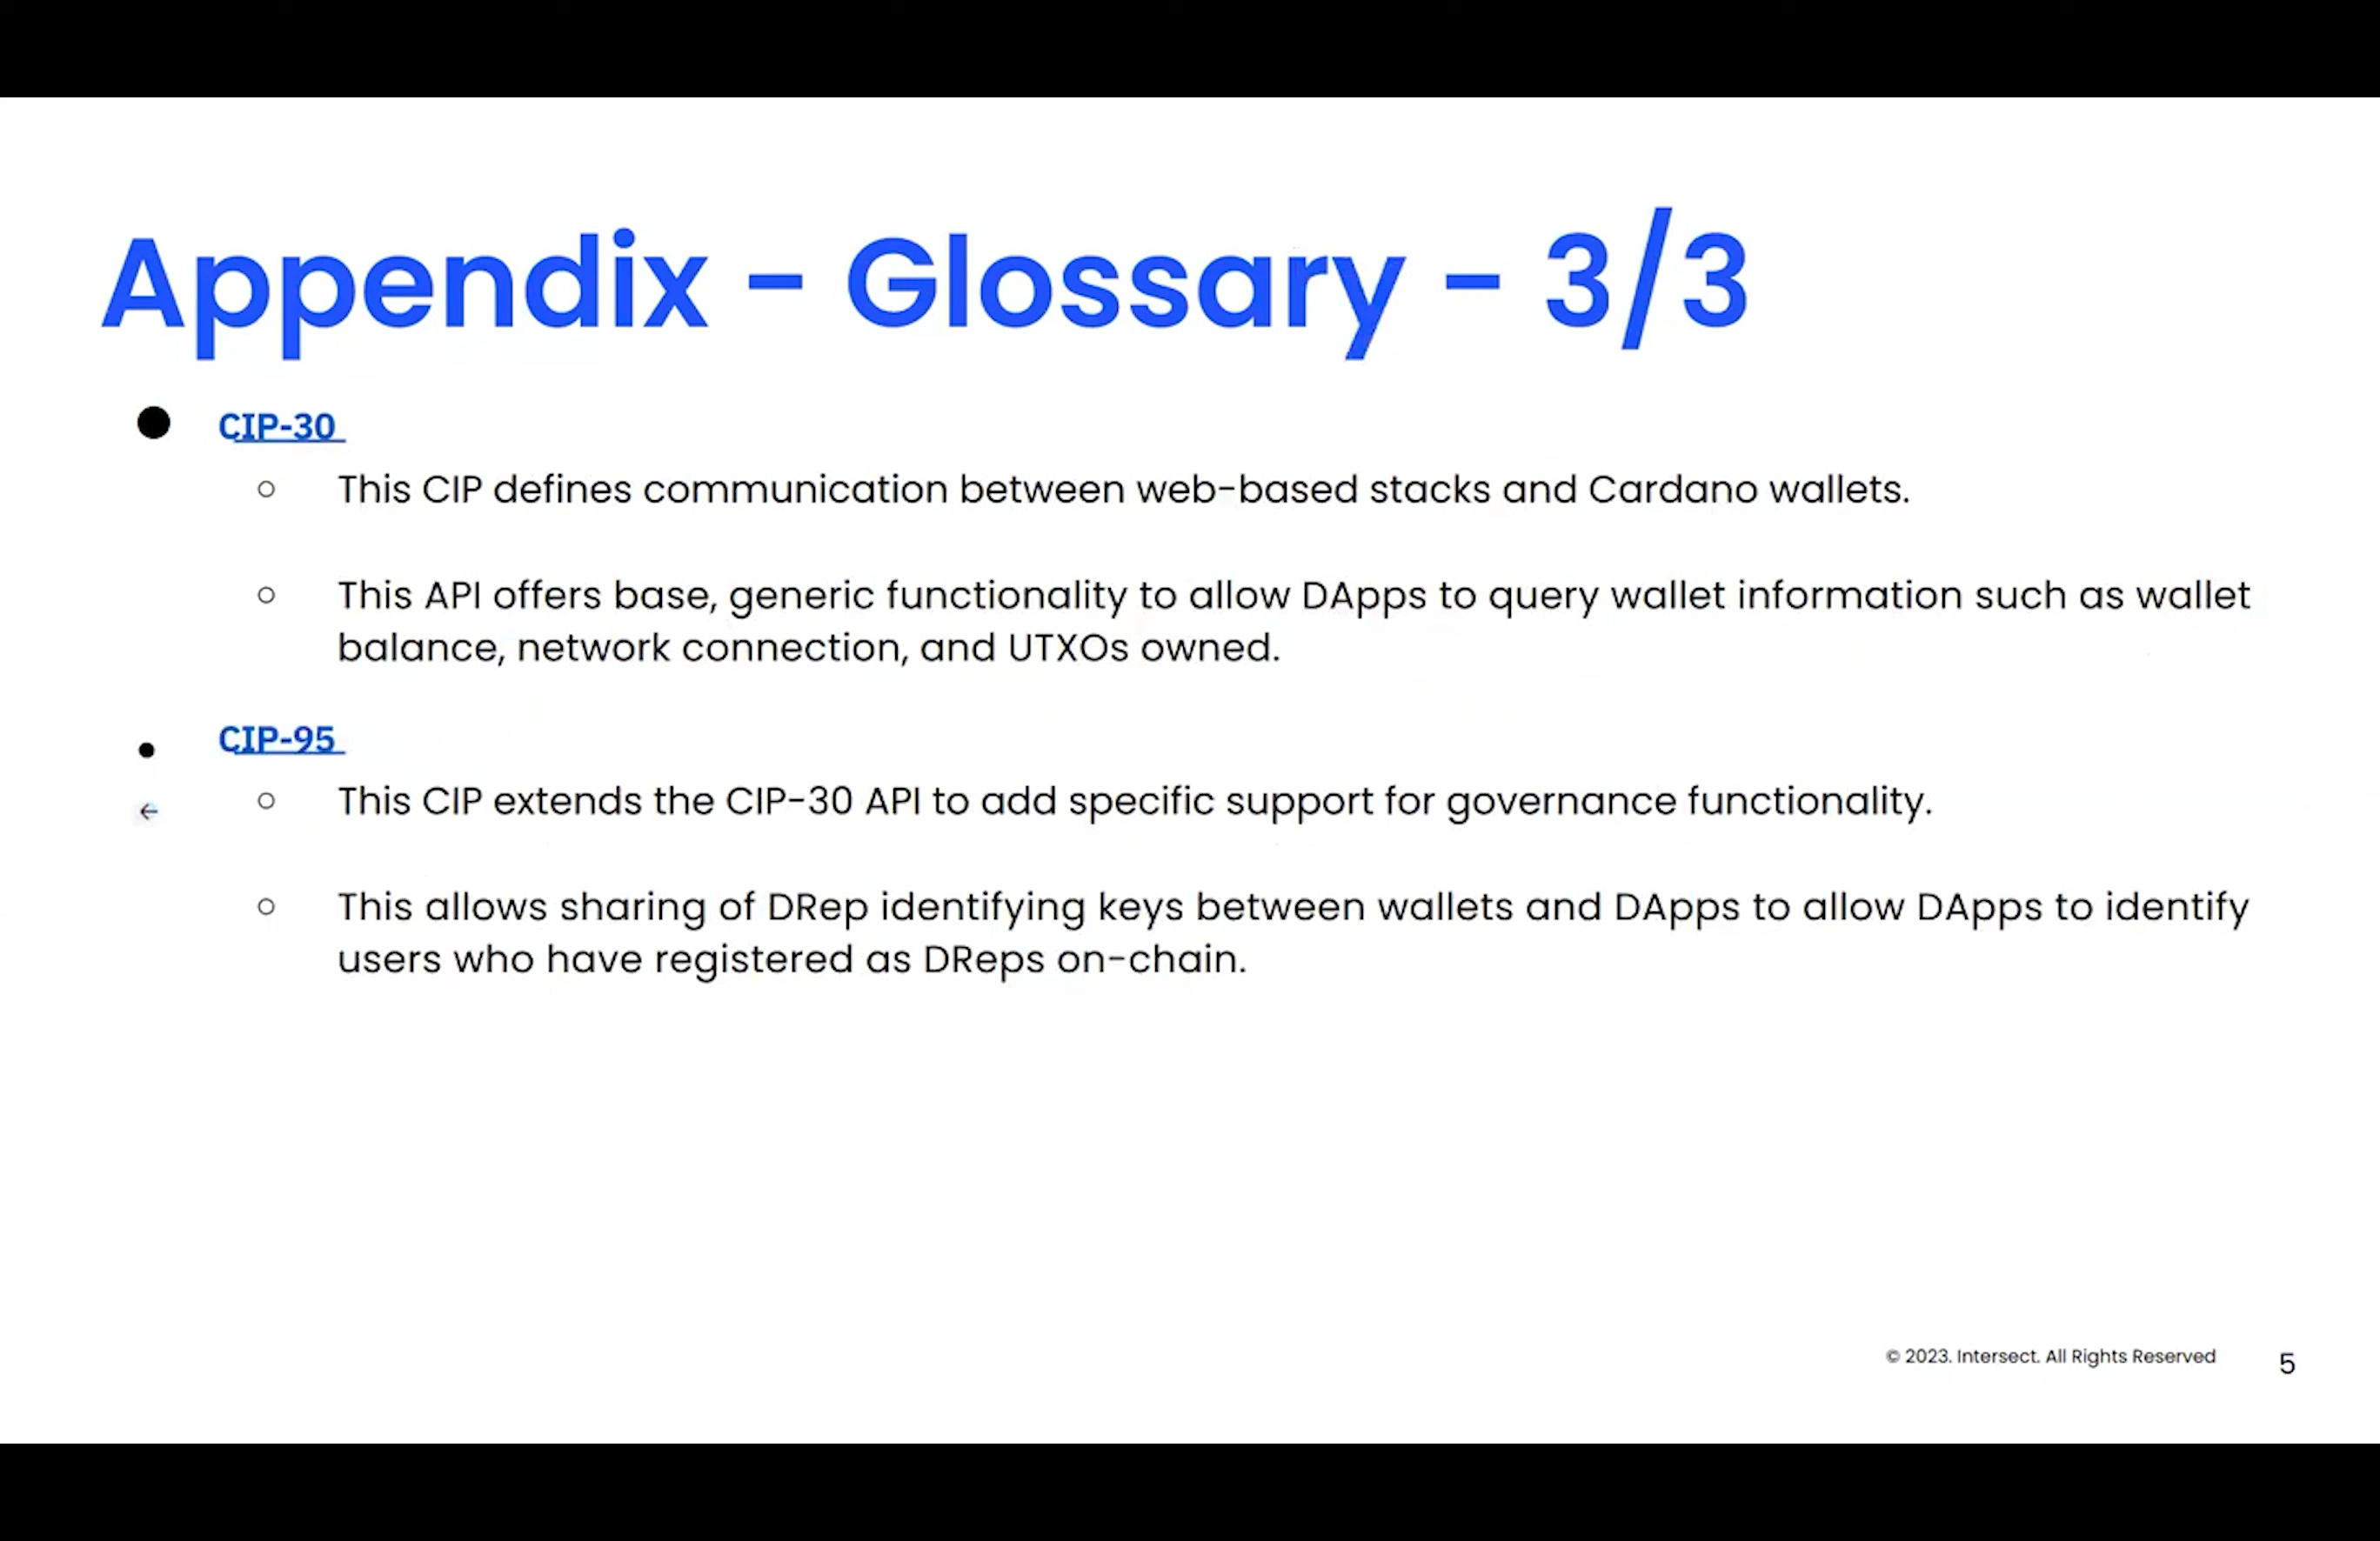 Appendix - Glossary - 3/3
CIP-30
This CIP defines communication between web-based stacks and Cardano wallets.
This API offers base, generic functionality to allow DApps to query wallet information such as wallet
balance, network connection, and UTXOs owned.
CIP-95
This CIP extends the CIP-30 API to add specific support for governance functionality.
This allows sharing of DRep identifying keys between wallets and DApps to allow DApps to identify
users who have registered as DReps on-chain.
© 2023. Intersect. All Rights Reserved
5